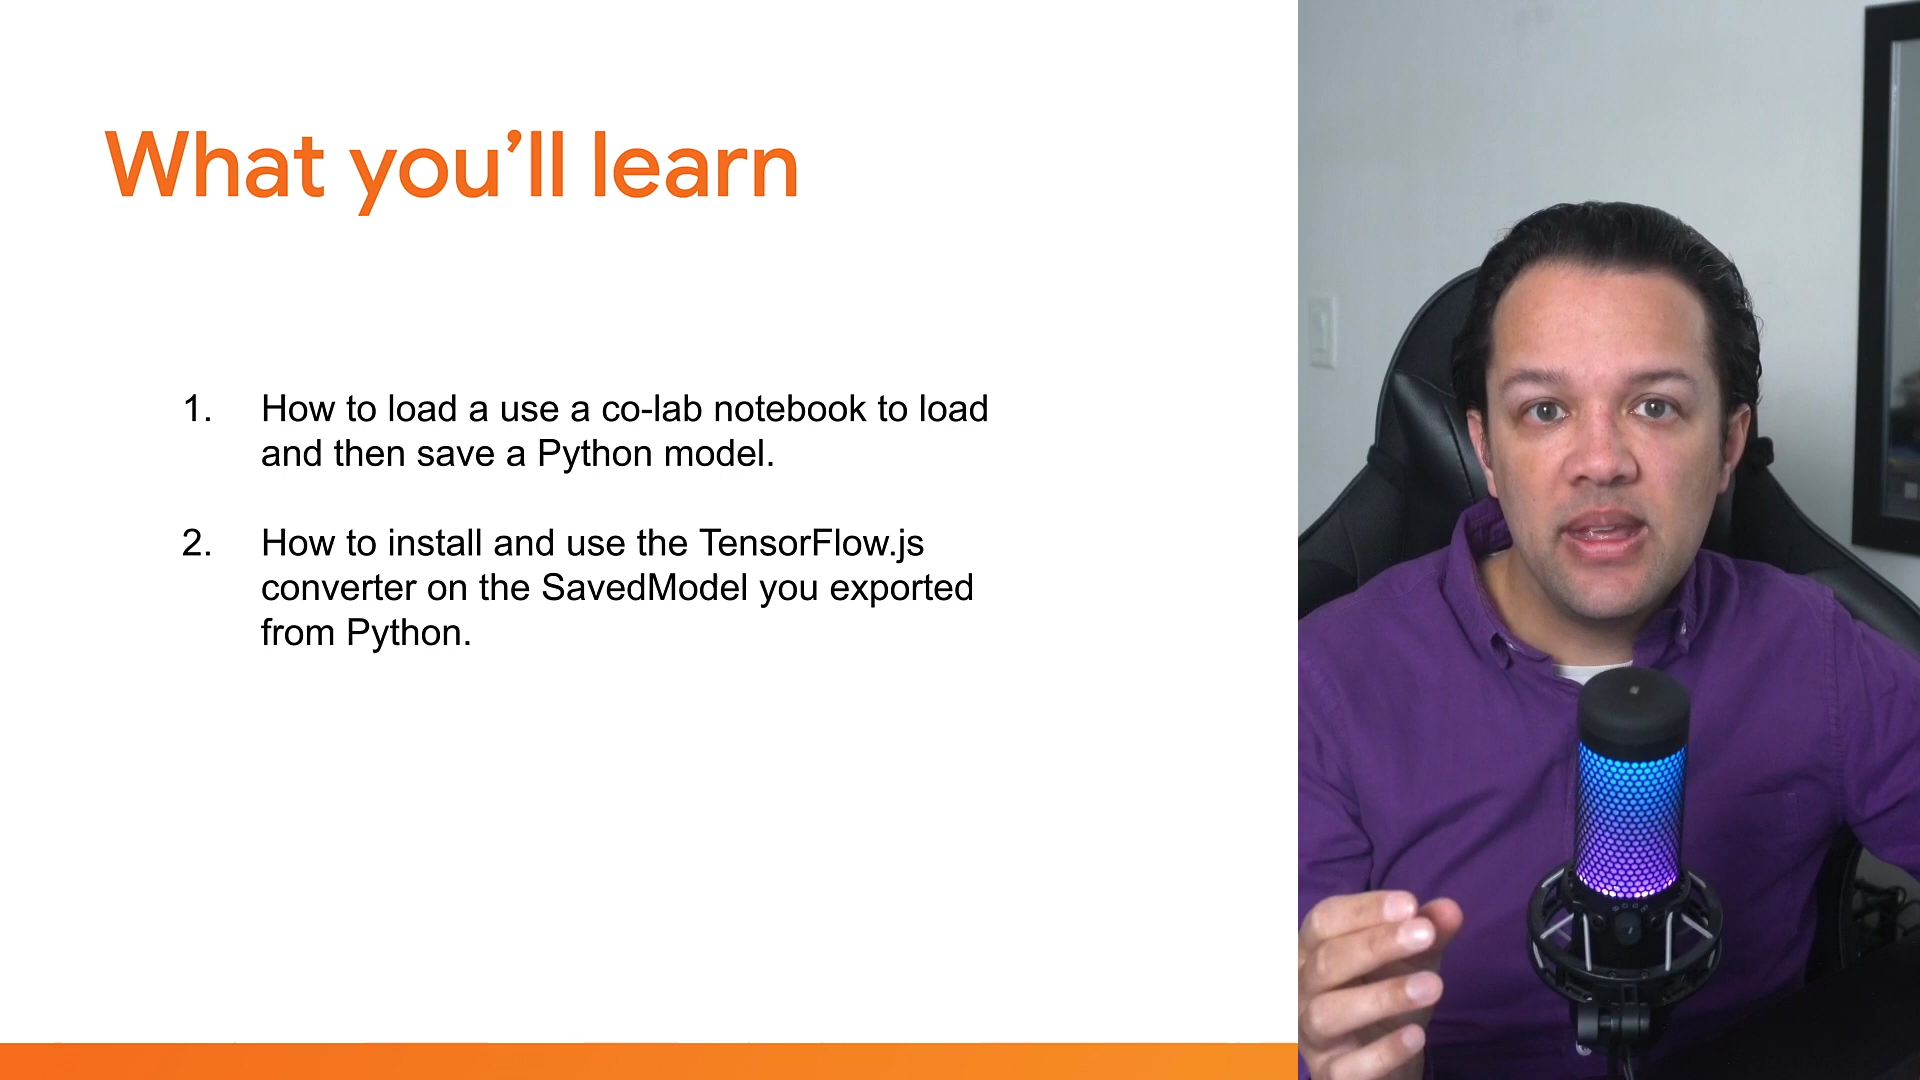 What you’ll learn
1. How to load a use a co-lab notebook to load
and then save a Python model.
2. How to install and use the TensorFlow.js
converter on the SavedModel you exported
from Python.